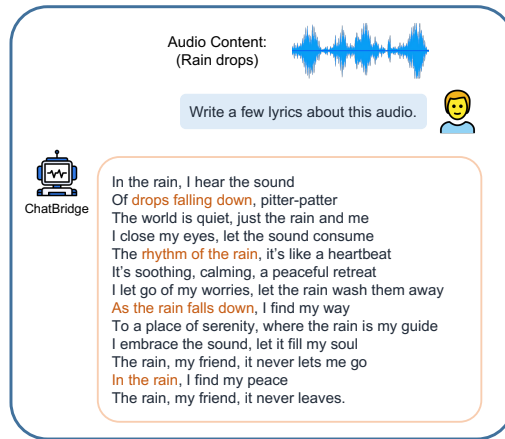 Audio Content:
(Rain drops)
Write a few lyrics about this audio.
ChatBridge
In the rain, I hear the sound
Of drops falling down, pitter-patter
The world is quiet, just the rain and me
I close my eyes, let the sound consume
The rhythm of the rain, it's like a heartbeat
It's soothing, calming, a peaceful retreat
I let go of my worries, let the rain wash them away
As the rain falls down, I find my way
To a place of serenity, where the rain is my guide
I embrace the sound, let it fill my soul
The rain, my friend, it never lets me go
In the rain, I find my peace
The rain, my friend, it never leaves.